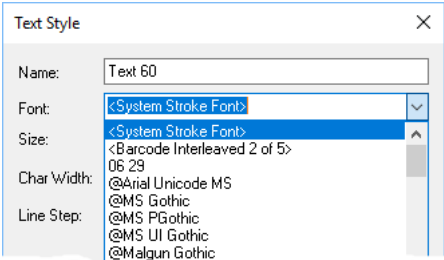 Text Style
Name: Text 60
Font: <System Stroke Font>
<System Stroke Font>
Size:
<Barcode Interleaved 2 of 5>
06 29
Char Width: @Arial Unicode MS
@MS Gothic
Line Step: @MS PGothic
@MS UI Gothic
@Malgun Gothic